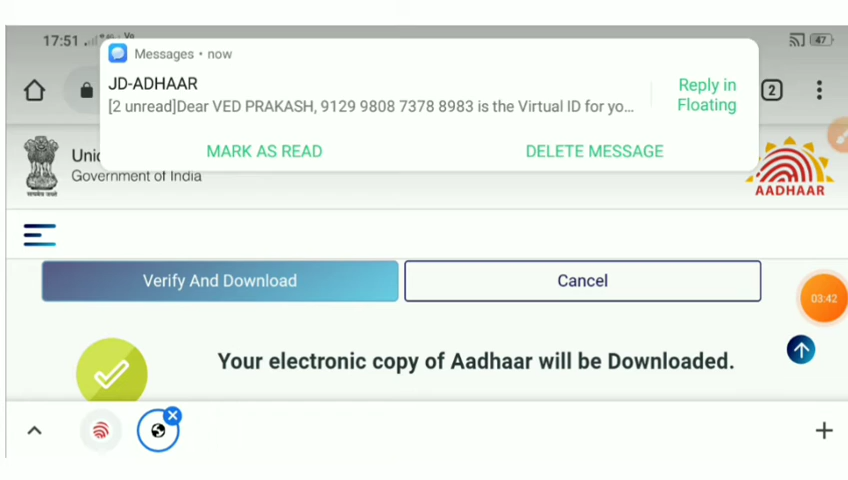 17:51
Vo
47
Messages • now
JD-ADHAAR
[2 unread]Dear VED PRAKASH, 9129 9808 7378 8983 is the Virtual ID for yo...
Reply in
Floating
MARK AS READ
DELETE MESSAGE
2
Unic
Government of India
AADHAAR
Verify And Download
Cancel
03:42
Your electronic copy of Aadhaar will be Downloaded.